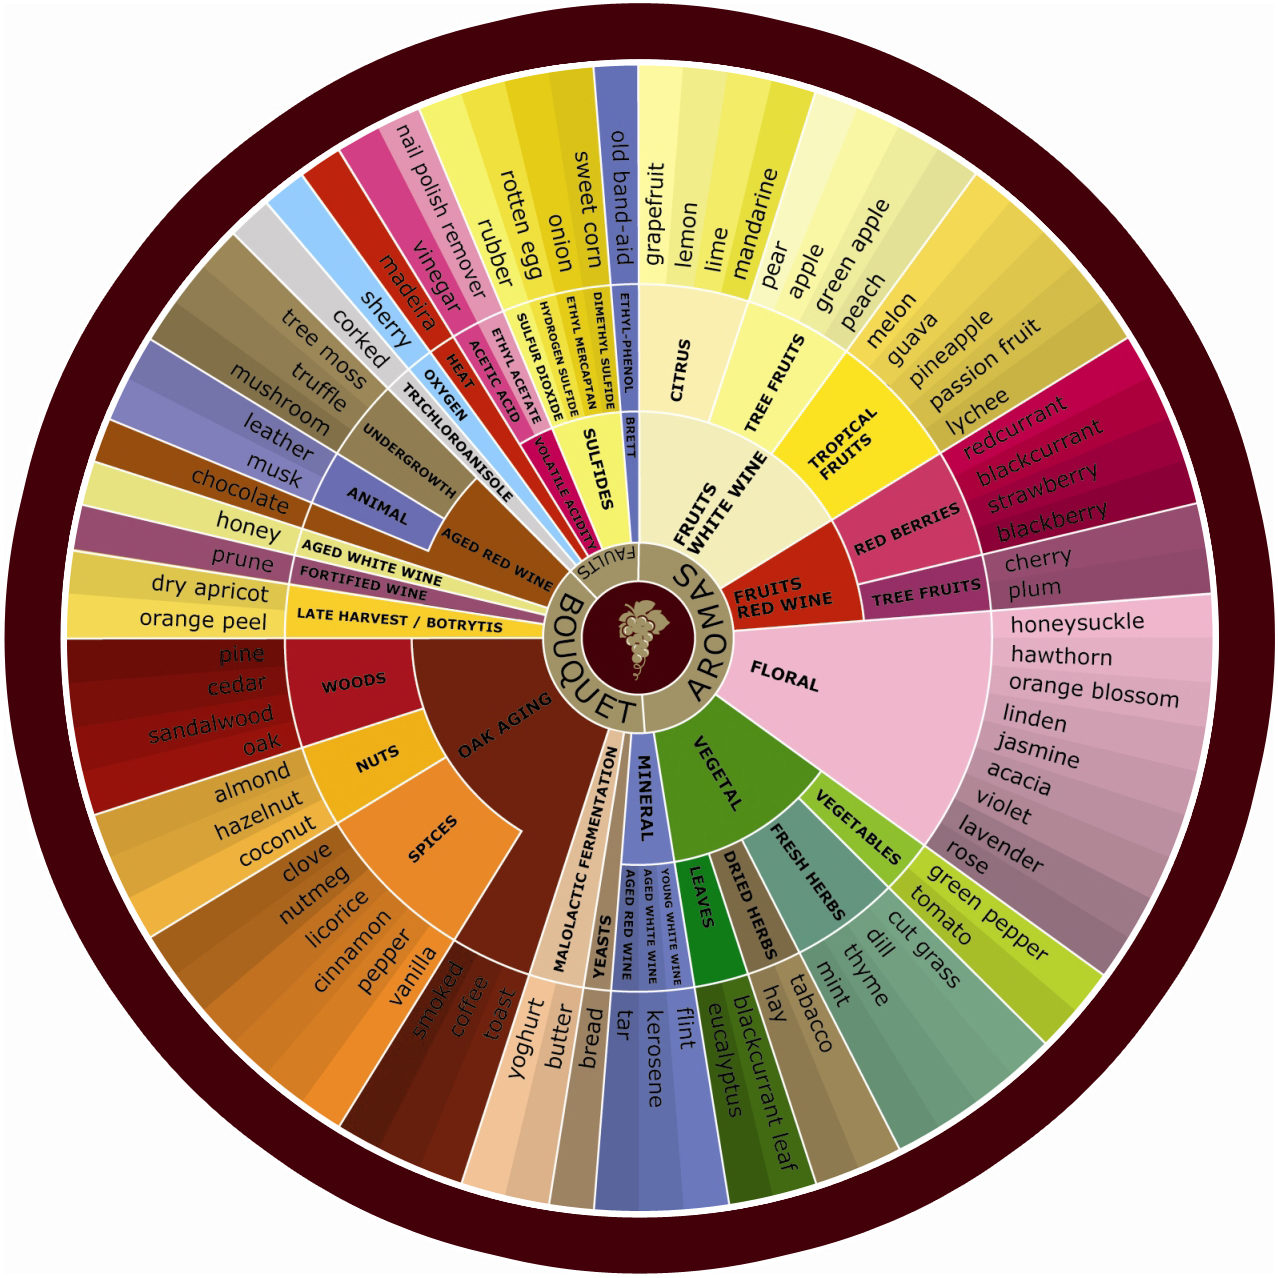 AROMAS
BOUQUET
FAULTS
FRUITS
WHITE WINE
CITRUS
grapefruit
lemon
lime
mandarine
TREE FRUITS
pear
apple
green apple
peach
TROPICAL
FRUITS
melon
guava
pineapple
passion fruit
lychee
FRUITS
RED WINE
RED BERRIES
redcurrant
blackcurrant
strawberry
blackberry
TREE FRUITS
cherry
plum
FLORAL
honeysuckle
hawthorn
orange blossom
linden
jasmine
acacia
violet
lavender
rose
VEGETAL
VEGETABLES
green pepper
tomato
FRESH HERBS
cut grass
dill
thyme
mint
DRIED HERBS
tabacco
hay
LEAVES
blackcurrant leaf
eucalyptus
MINERAL
YOUNG WHITE WINE
flint
AGED WHITE WINE
kerosene
AGED RED WINE
tar
YEASTS
bread
MALOLACTIC FERMENTATION
butter
yoghurt
OAK AGING
toast
coffee
smoked
SPICES
vanilla
pepper
cinnamon
licorice
nutmeg
clove
NUTS
coconut
hazelnut
almond
WOODS
oak
sandalwood
cedar
pine
LATE HARVEST / BOTRYTIS
orange peel
dry apricot
FORTIFIED WINE
prune
AGED WHITE WINE
honey
AGED RED WINE
chocolate
ANIMAL
musk
leather
UNDERGROWTH
mushroom
truffle
tree moss
TRICHLOROANISOLE
corked
OXYGEN
sherry
HEAT
madeira
VOLATILE ACIDITY
ACETIC ACID
vinegar
ETHYL ACETATE
nail polish remover
SULFIDES
SULFUR DIOXIDE
rubber
HYDROGEN SULFIDE
rotten egg
ETHYL MERCAPTAN
onion
DIMETHYL SULFIDE
sweet corn
BRETT
ETHYL-PHENOL
old band-aid